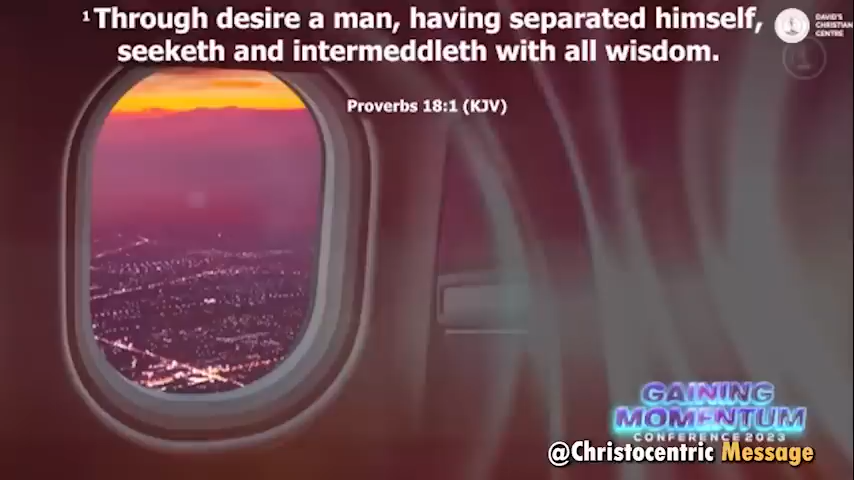 ¹Through desire a man, having separated himself,
seeketh and intermeddleth with all wisdom.
Proverbs 18:1 (KJV)
DAVID'S
CHRISTIAN
CENTRE
GAINING
MOMENTUM
CONFERENCE 2023
@Christocentric Message